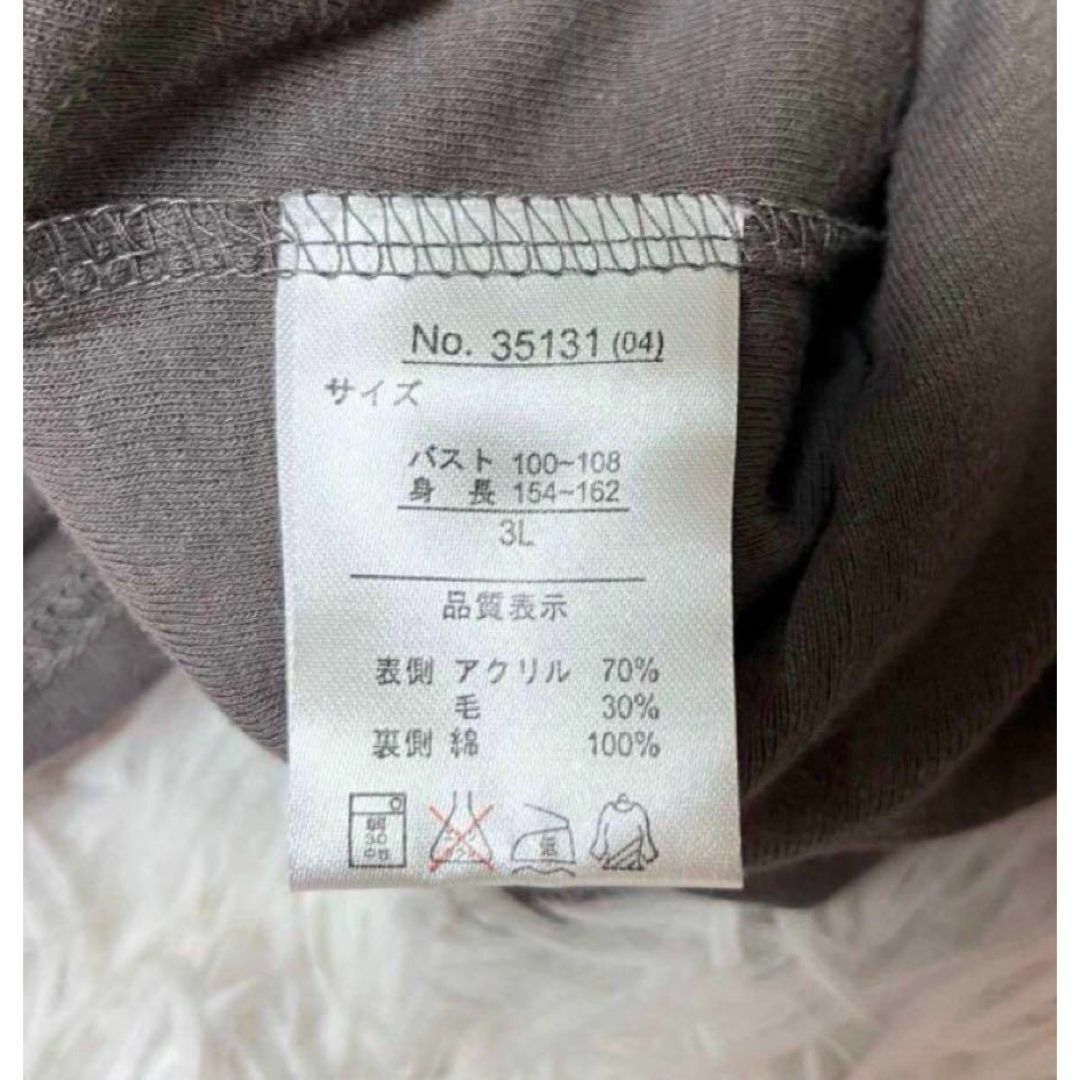 No. 35131 (04)
サイズ
バスト 100~108
身 長 154~162
3L
品質表示
表側 アクリル 70%
毛 30%
裏側 綿 100%